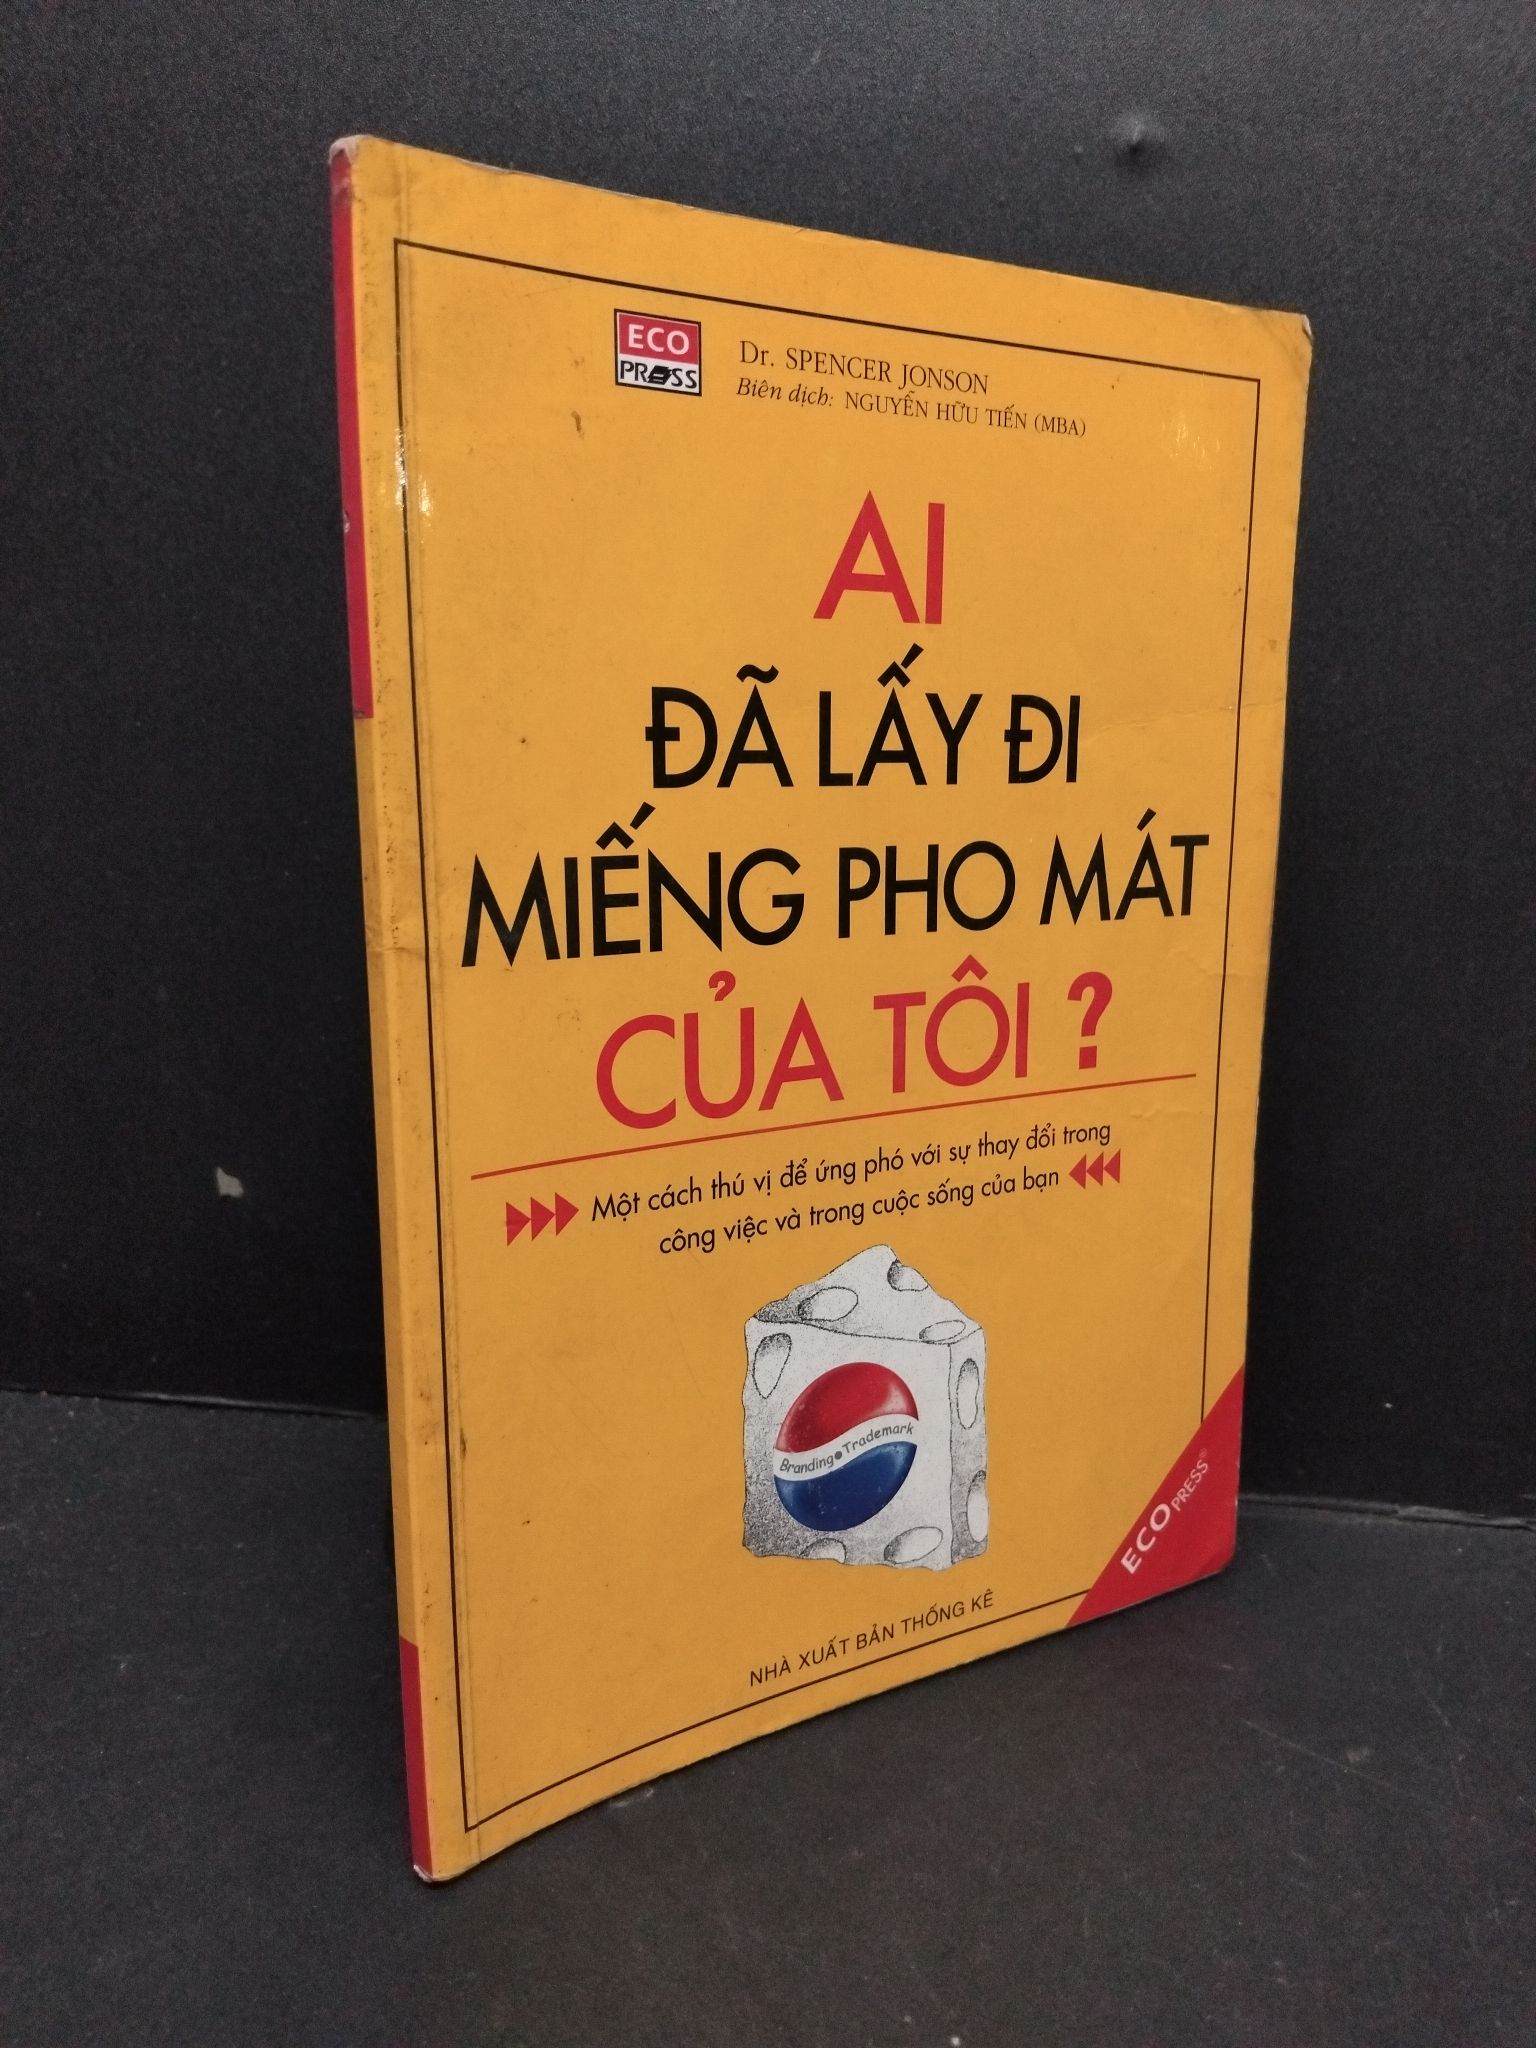 ECO
PRESS
Dr. SPENCER JONSON
Biên dịch: NGUYỄN HỮU TIẾN (MBA)
AI
ĐÃ LẤY ĐI
MIẾNG PHO MÁT
CỦA TÔI ?
Một cách thú vị để ứng phó với sự thay đổi trong
công việc và trong cuộc sống của bạn
Branding • Trademark
ECO PRESS®
NHÀ XUẤT BẢN THỐNG KÊ